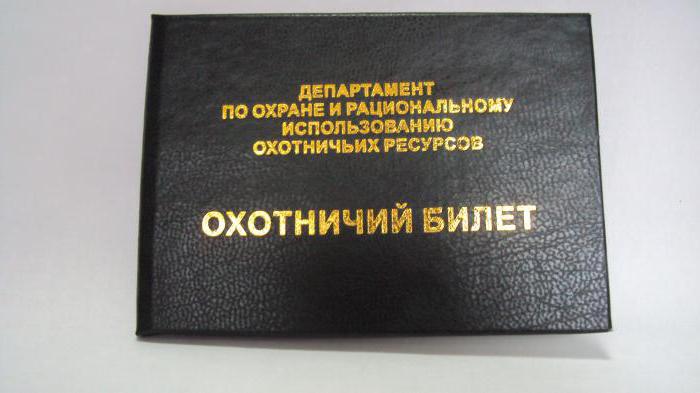 ДЕПАРТАМЕНТ
ПО ОХРАНЕ И РАЦИОНАЛЬНОМУ
ИСПОЛЬЗОВАНИЮ
ОХОТНИЧЬИХ РЕСУРСОВ
ОХОТНИЧИЙ БИЛЕТ